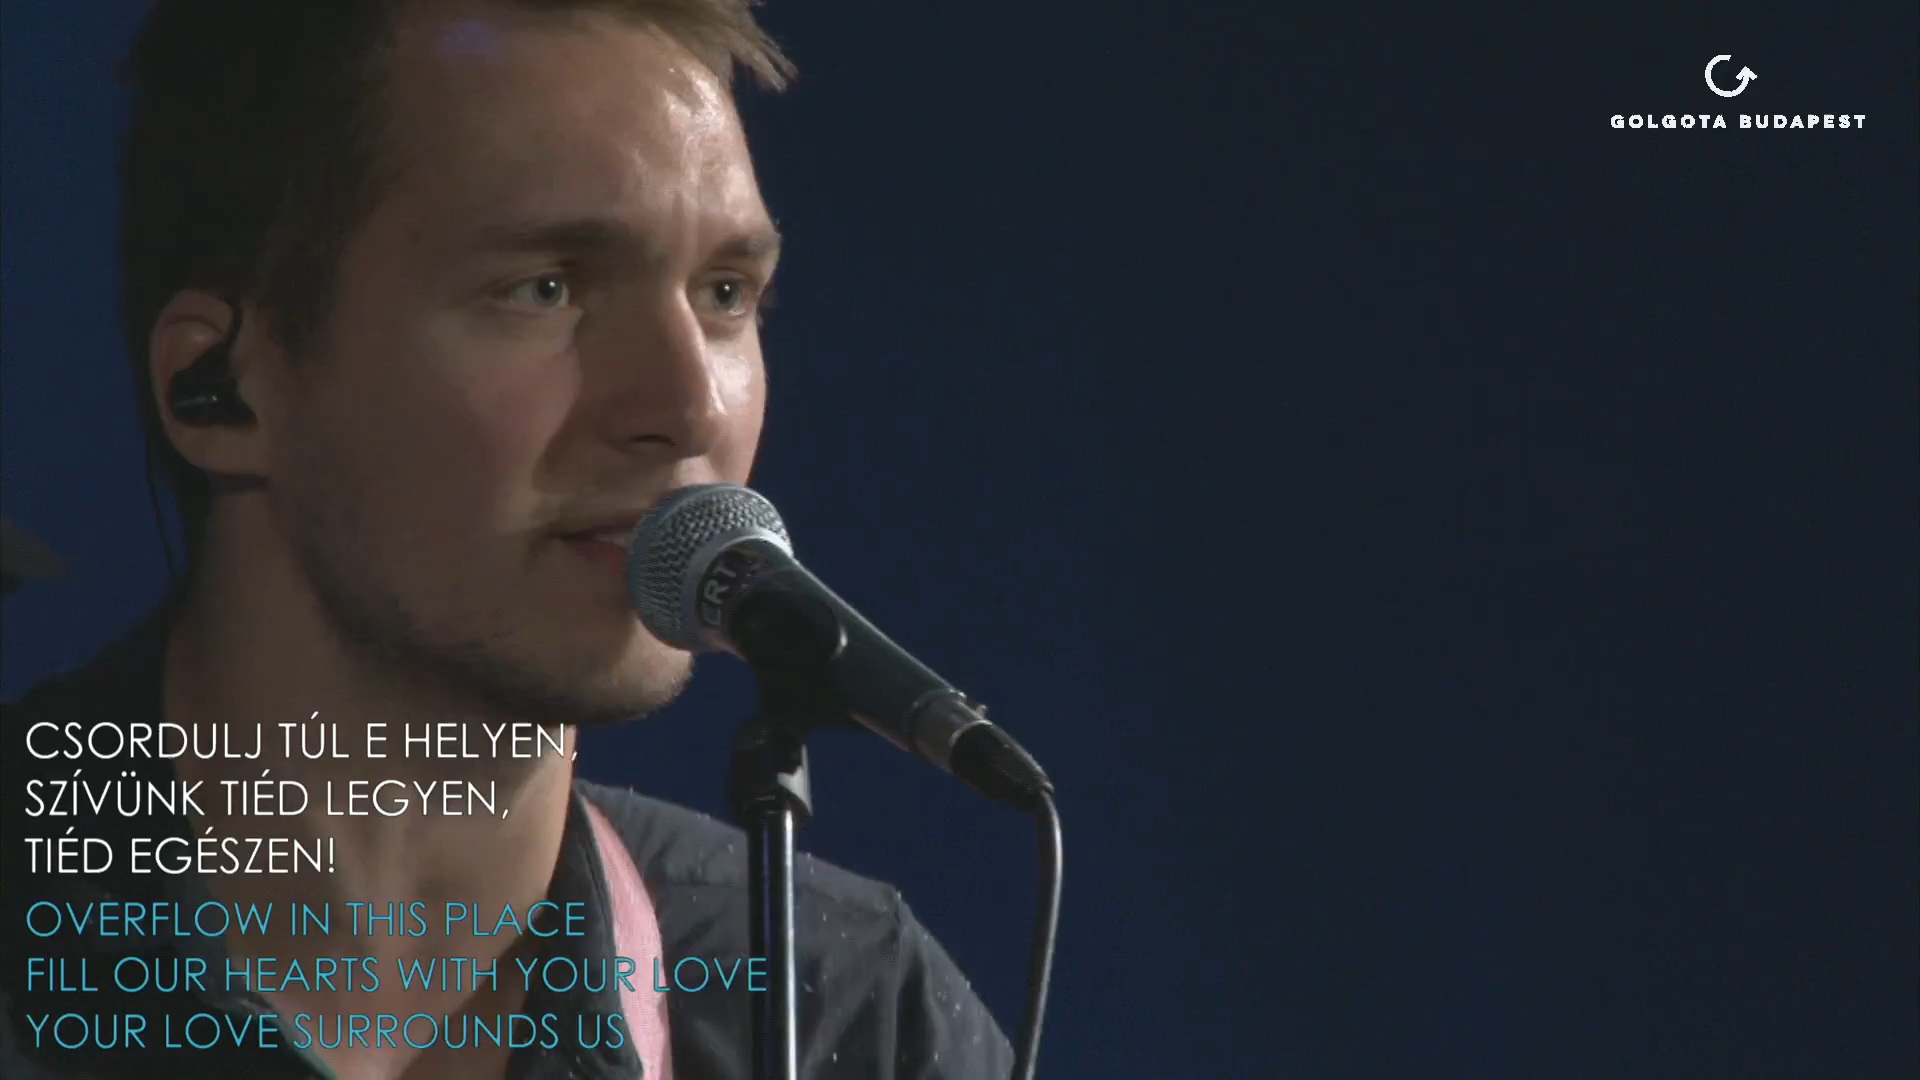 GOLGOTA BUDAPEST
CSORDULJ TÚL E HELYEN,
SZÍVÜNK TIÉD LEGYEN,
TIÉD EGÉSZEN!
OVERFLOW IN THIS PLACE
FILL OUR HEARTS WITH YOUR LOVE
YOUR LOVE SURROUNDS US